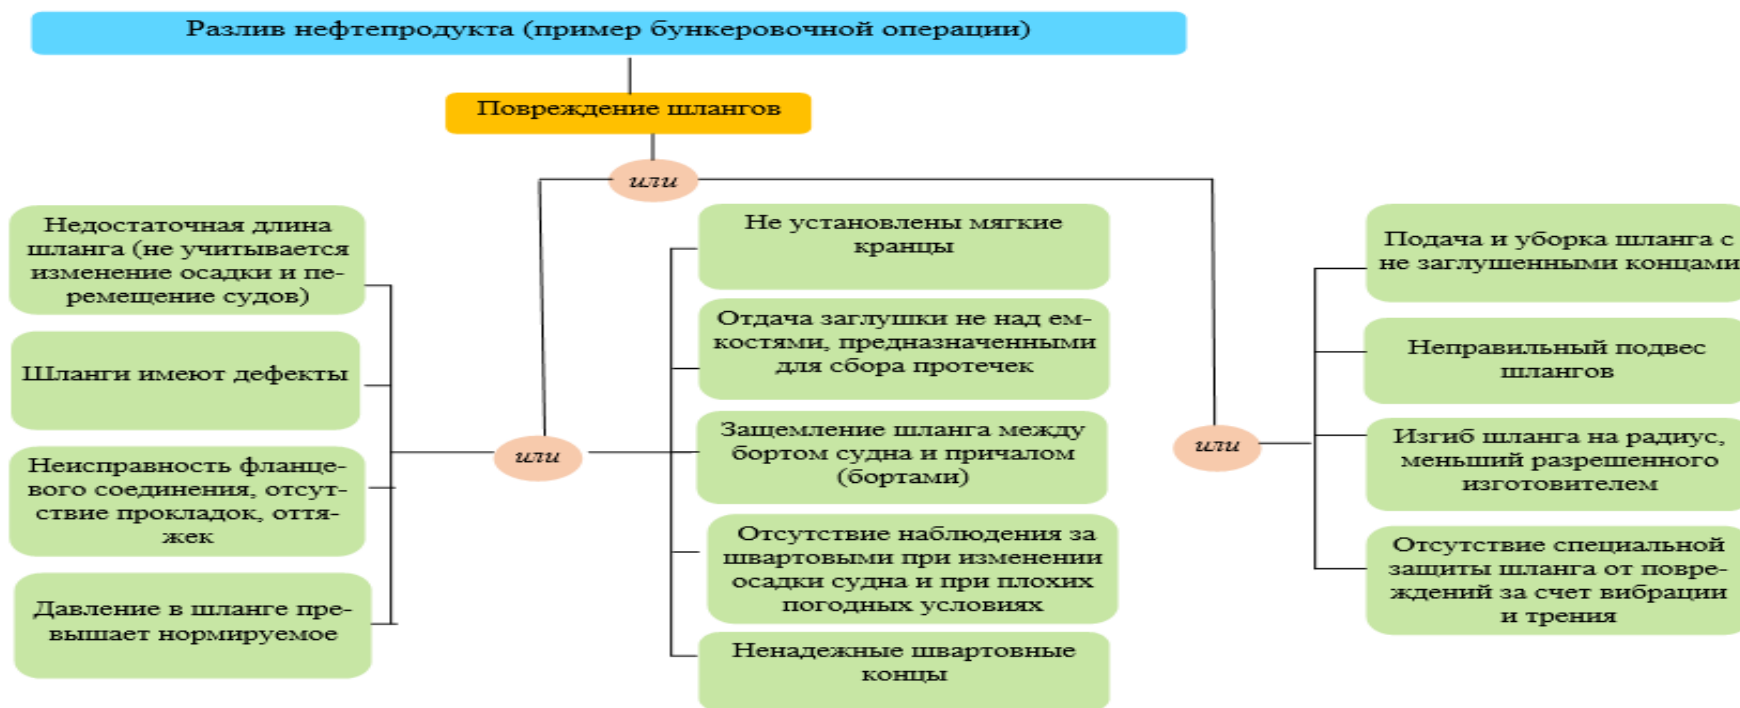 Разлив нефтепродукта (пример бункеровочной операции)
Повреждение шлангов
или
Недостаточная длина
шланга (не учитывается
изменение осадки и пе-
ремещение судов)
Шланги имеют дефекты
Неисправность фланце-
вого соединения, отсут-
ствие прокладок, оття-
жек
Давление в шланге пре-
вышает нормируемое
или
Не установлены мягкие
кранцы
Отдача заглушки не над ем-
костями, предназначенными
для сбора протечек
Защемление шланга между
бортом судна и причалом
(бортами)
Отсутствие наблюдения за
швартовыми при изменении
осадки судна и при плохих
погодных условиях
Ненадежные швартовные
концы
или
Подача и уборка шланга с
не заглушенными концами
Неправильный подвес
шлангов
Изгиб шланга на радиус,
меньший разрешенного
изготовителем
Отсутствие специальной
защиты шланга от повре-
ждений за счет вибрации
и трения